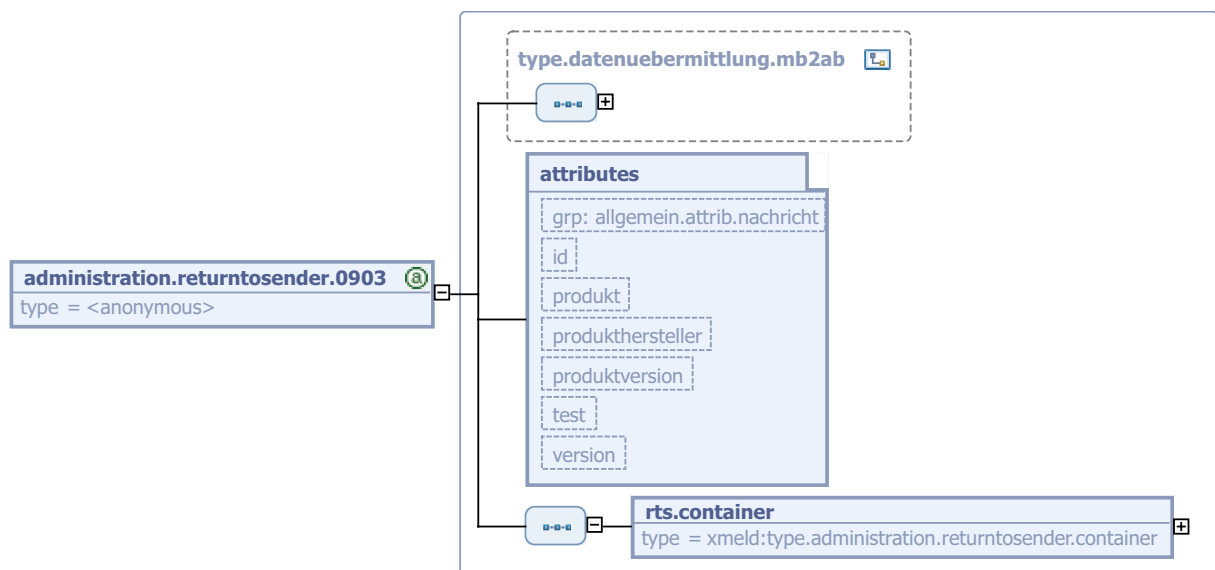 type.datenuebermittlung.mb2ab
attributes
grp: allgemein.attrib.nachricht
id
produkt
produkthersteller
produktversion
test
version
administration.returntosender.0903 a
type = <anonymous>
rts.container
type = xmeld:type.administration.returntosender.container